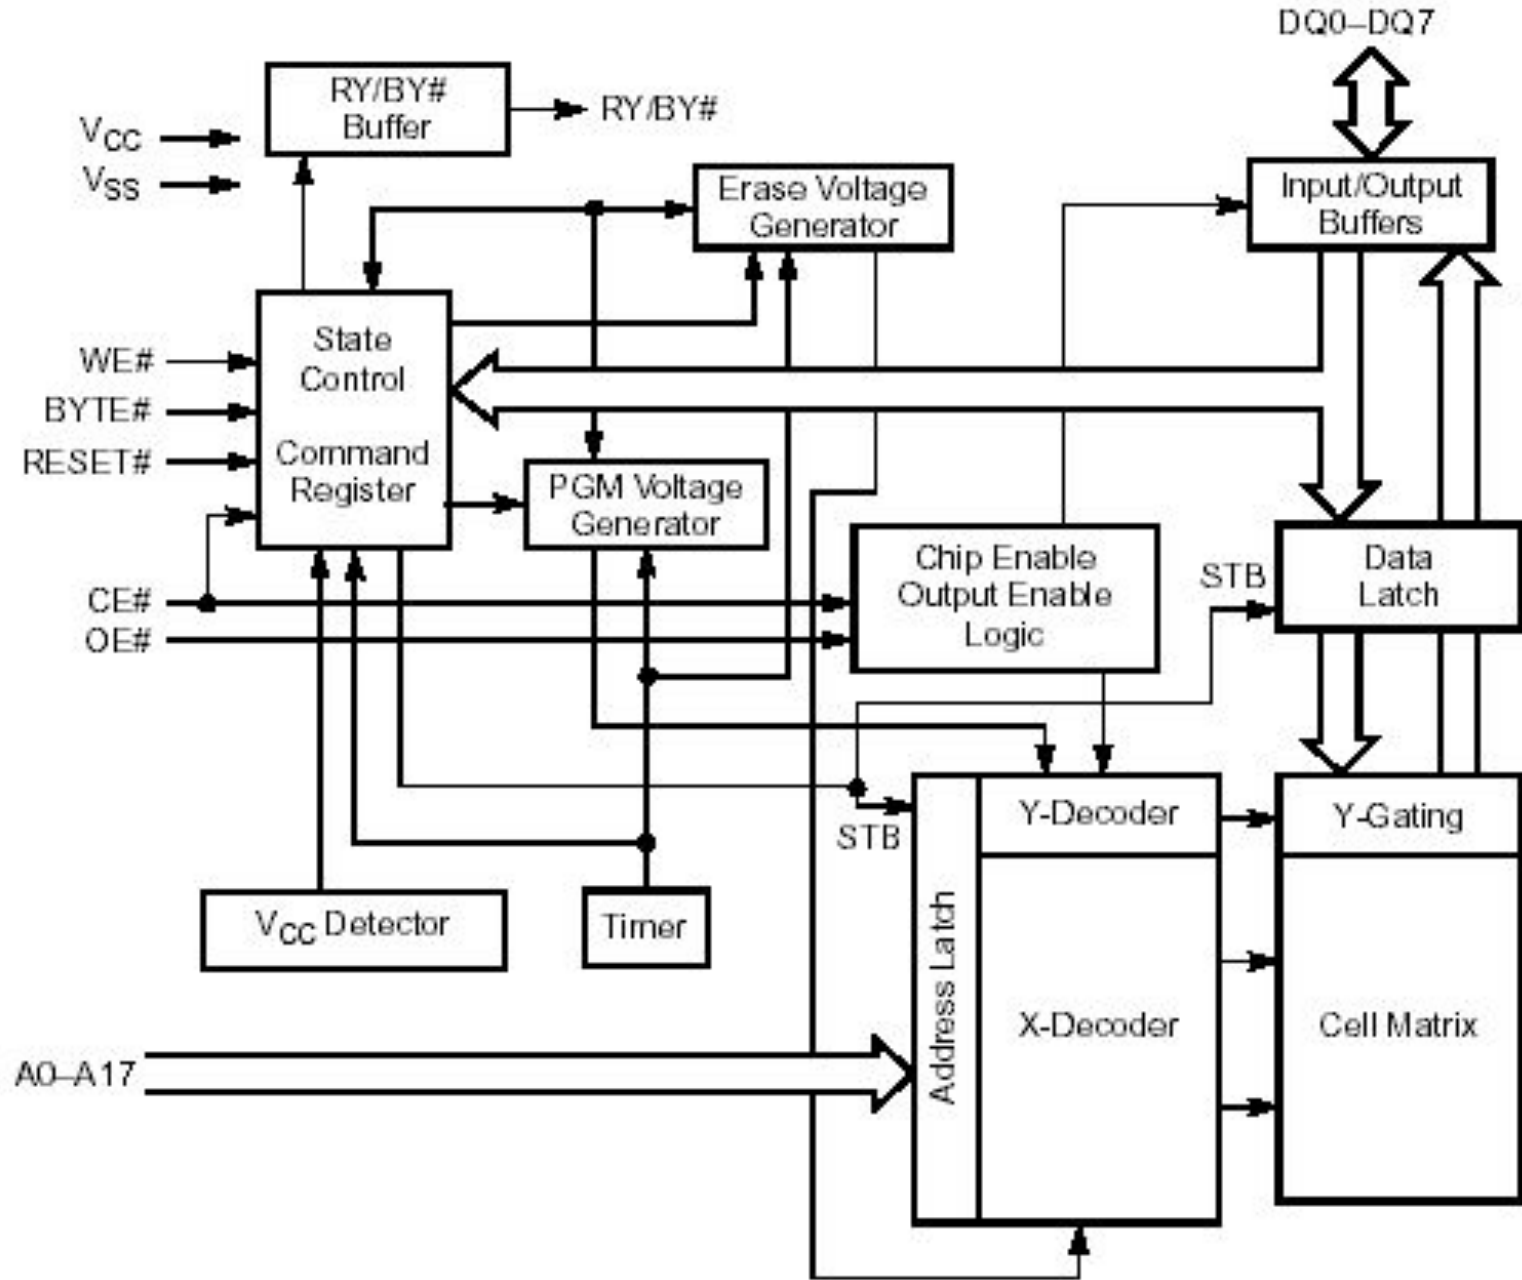 DQ0–DQ7
RY/BY#
Buffer
RY/BY#
VCC
VSS
Erase Voltage
Generator
Input/Output
Buffers
State
Control
Command
Register
WE#
BYTE#
RESET#
PGM Voltage
Generator
Chip Enable
Output Enable
Logic
STB
Data
Latch
CE#
OE#
Y-Decoder
Y-Gating
STB
VCC Detector
Timer
Address Latch
X-Decoder
Cell Matrix
A0–A17